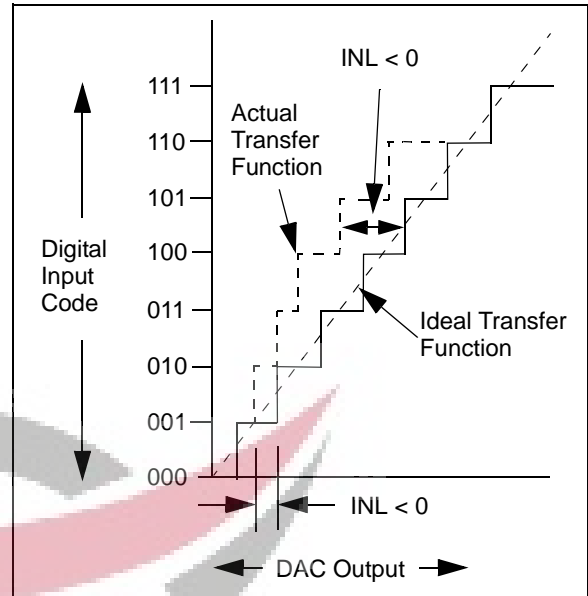 INL < 0
111
Actual
Transfer
Function
110
101
100
Digital
Input
Code
011
Ideal Transfer
Function
010
001
000
INL < 0
DAC Output